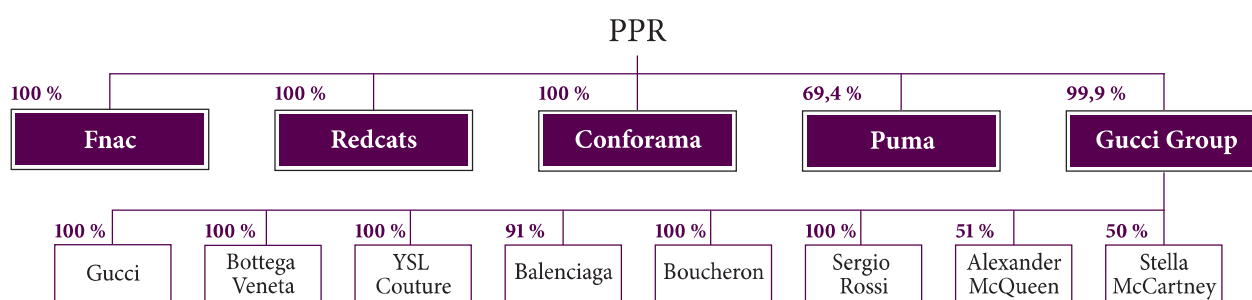 PPR
100 % 100 % 100 % 69,4 % 99,9 %
Fnac Redcats Conforama Puma Gucci Group
100 % 100 % 100 % 91 % 100 % 100 % 51 % 50 %
Gucci Bottega Veneta YSL Couture Balenciaga Boucheron Sergio Rossi Alexander McQueen Stella McCartney